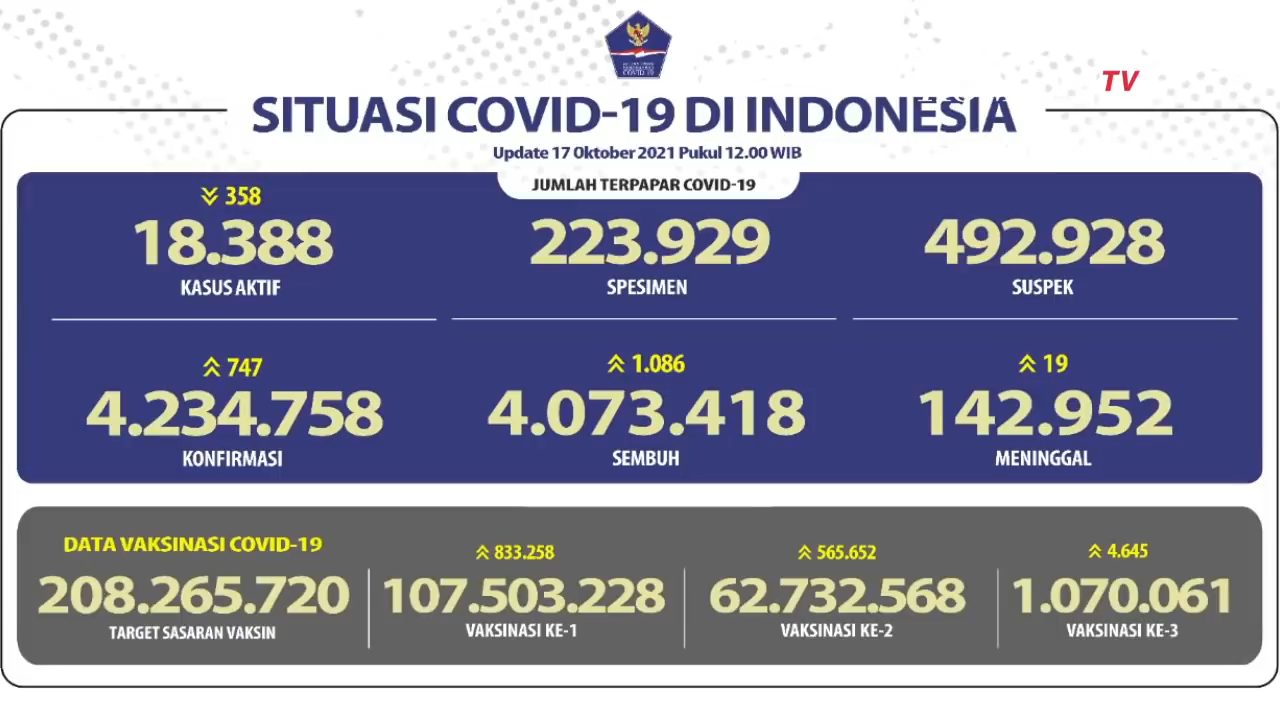 COVID-19
TV
SITUASI COVID-19 DI INDONESIA
Update 17 Oktober 2021 Pukul 12.00 WIB
JUMLAH TERPAPAR COVID-19
358
18.388
KASUS AKTIF
223.929
SPESIMEN
492.928
SUSPEK
747
4.234.758
KONFIRMASI
1.086
4.073.418
SEMBUH
19
142.952
MENINGGAL
DATA VAKSINASI COVID-19
208.265.720
TARGET SASARAN VAKSIN
833.258
107.503.228
VAKSINASI KE-1
565.652
62.732.568
VAKSINASI KE-2
4.645
1.070.061
VAKSINASI KE-3